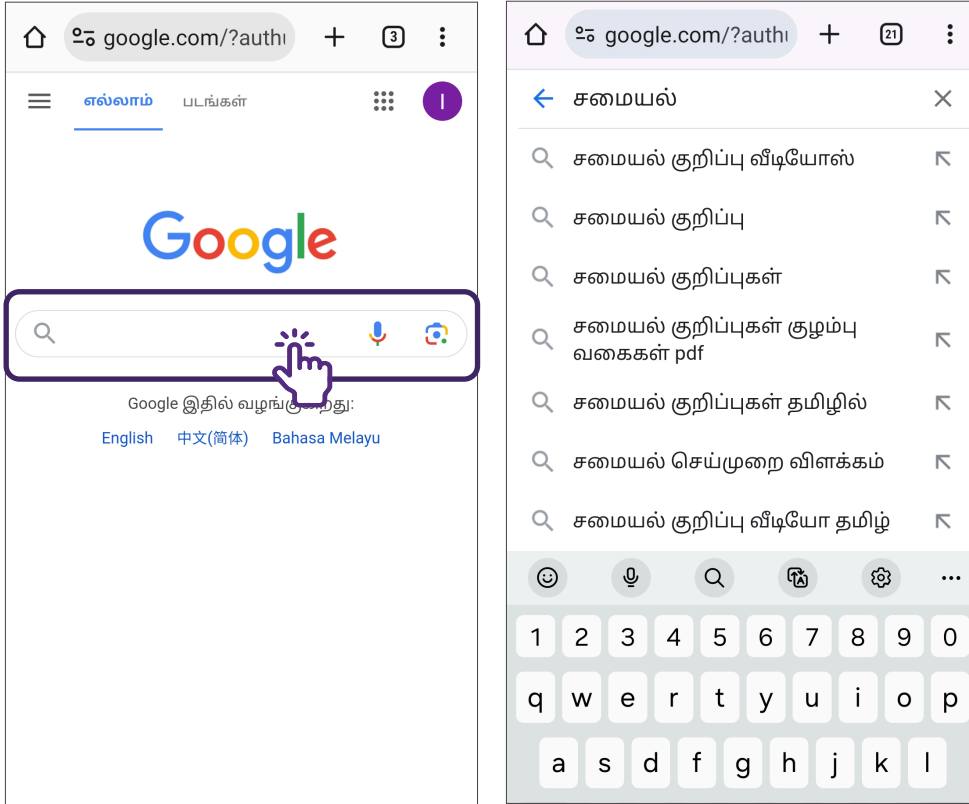 google.com/?authu
3
எல்லாம்
படங்கள்
I
Google
Google இதில் வழங்குகிறது:
English
中文(简体)
Bahasa Melayu
google.com/?authu
21
சமையல்
சமையல் குறிப்பு வீடியோஸ்
சமையல் குறிப்பு
சமையல் குறிப்புகள்
சமையல் குறிப்புகள் குழம்பு
வகைகள் pdf
சமையல் குறிப்புகள் தமிழில்
சமையல் செய்முறை விளக்கம்
சமையல் குறிப்பு வீடியோ தமிழ்
1 2 3 4 5 6 7 8 9 0
q w e r t y u i o p
a s d f g h j k l